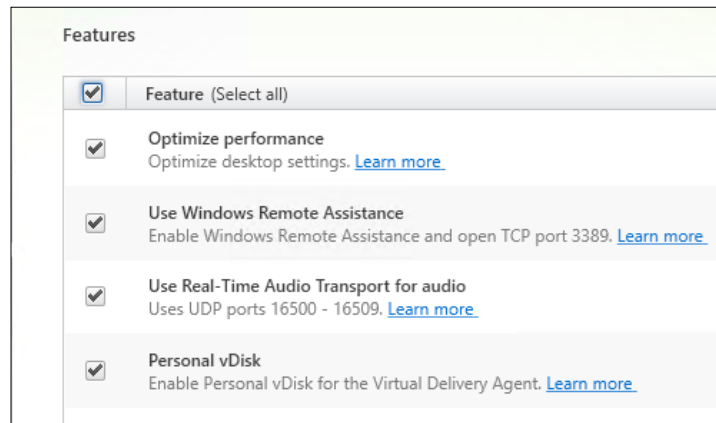 Features
Feature (Select all)
Optimize performance
Optimize desktop settings. Learn more
Use Windows Remote Assistance
Enable Windows Remote Assistance and open TCP port 3389. Learn more
Use Real-Time Audio Transport for audio
Uses UDP ports 16500 - 16509. Learn more
Personal vDisk
Enable Personal vDisk for the Virtual Delivery Agent. Learn more